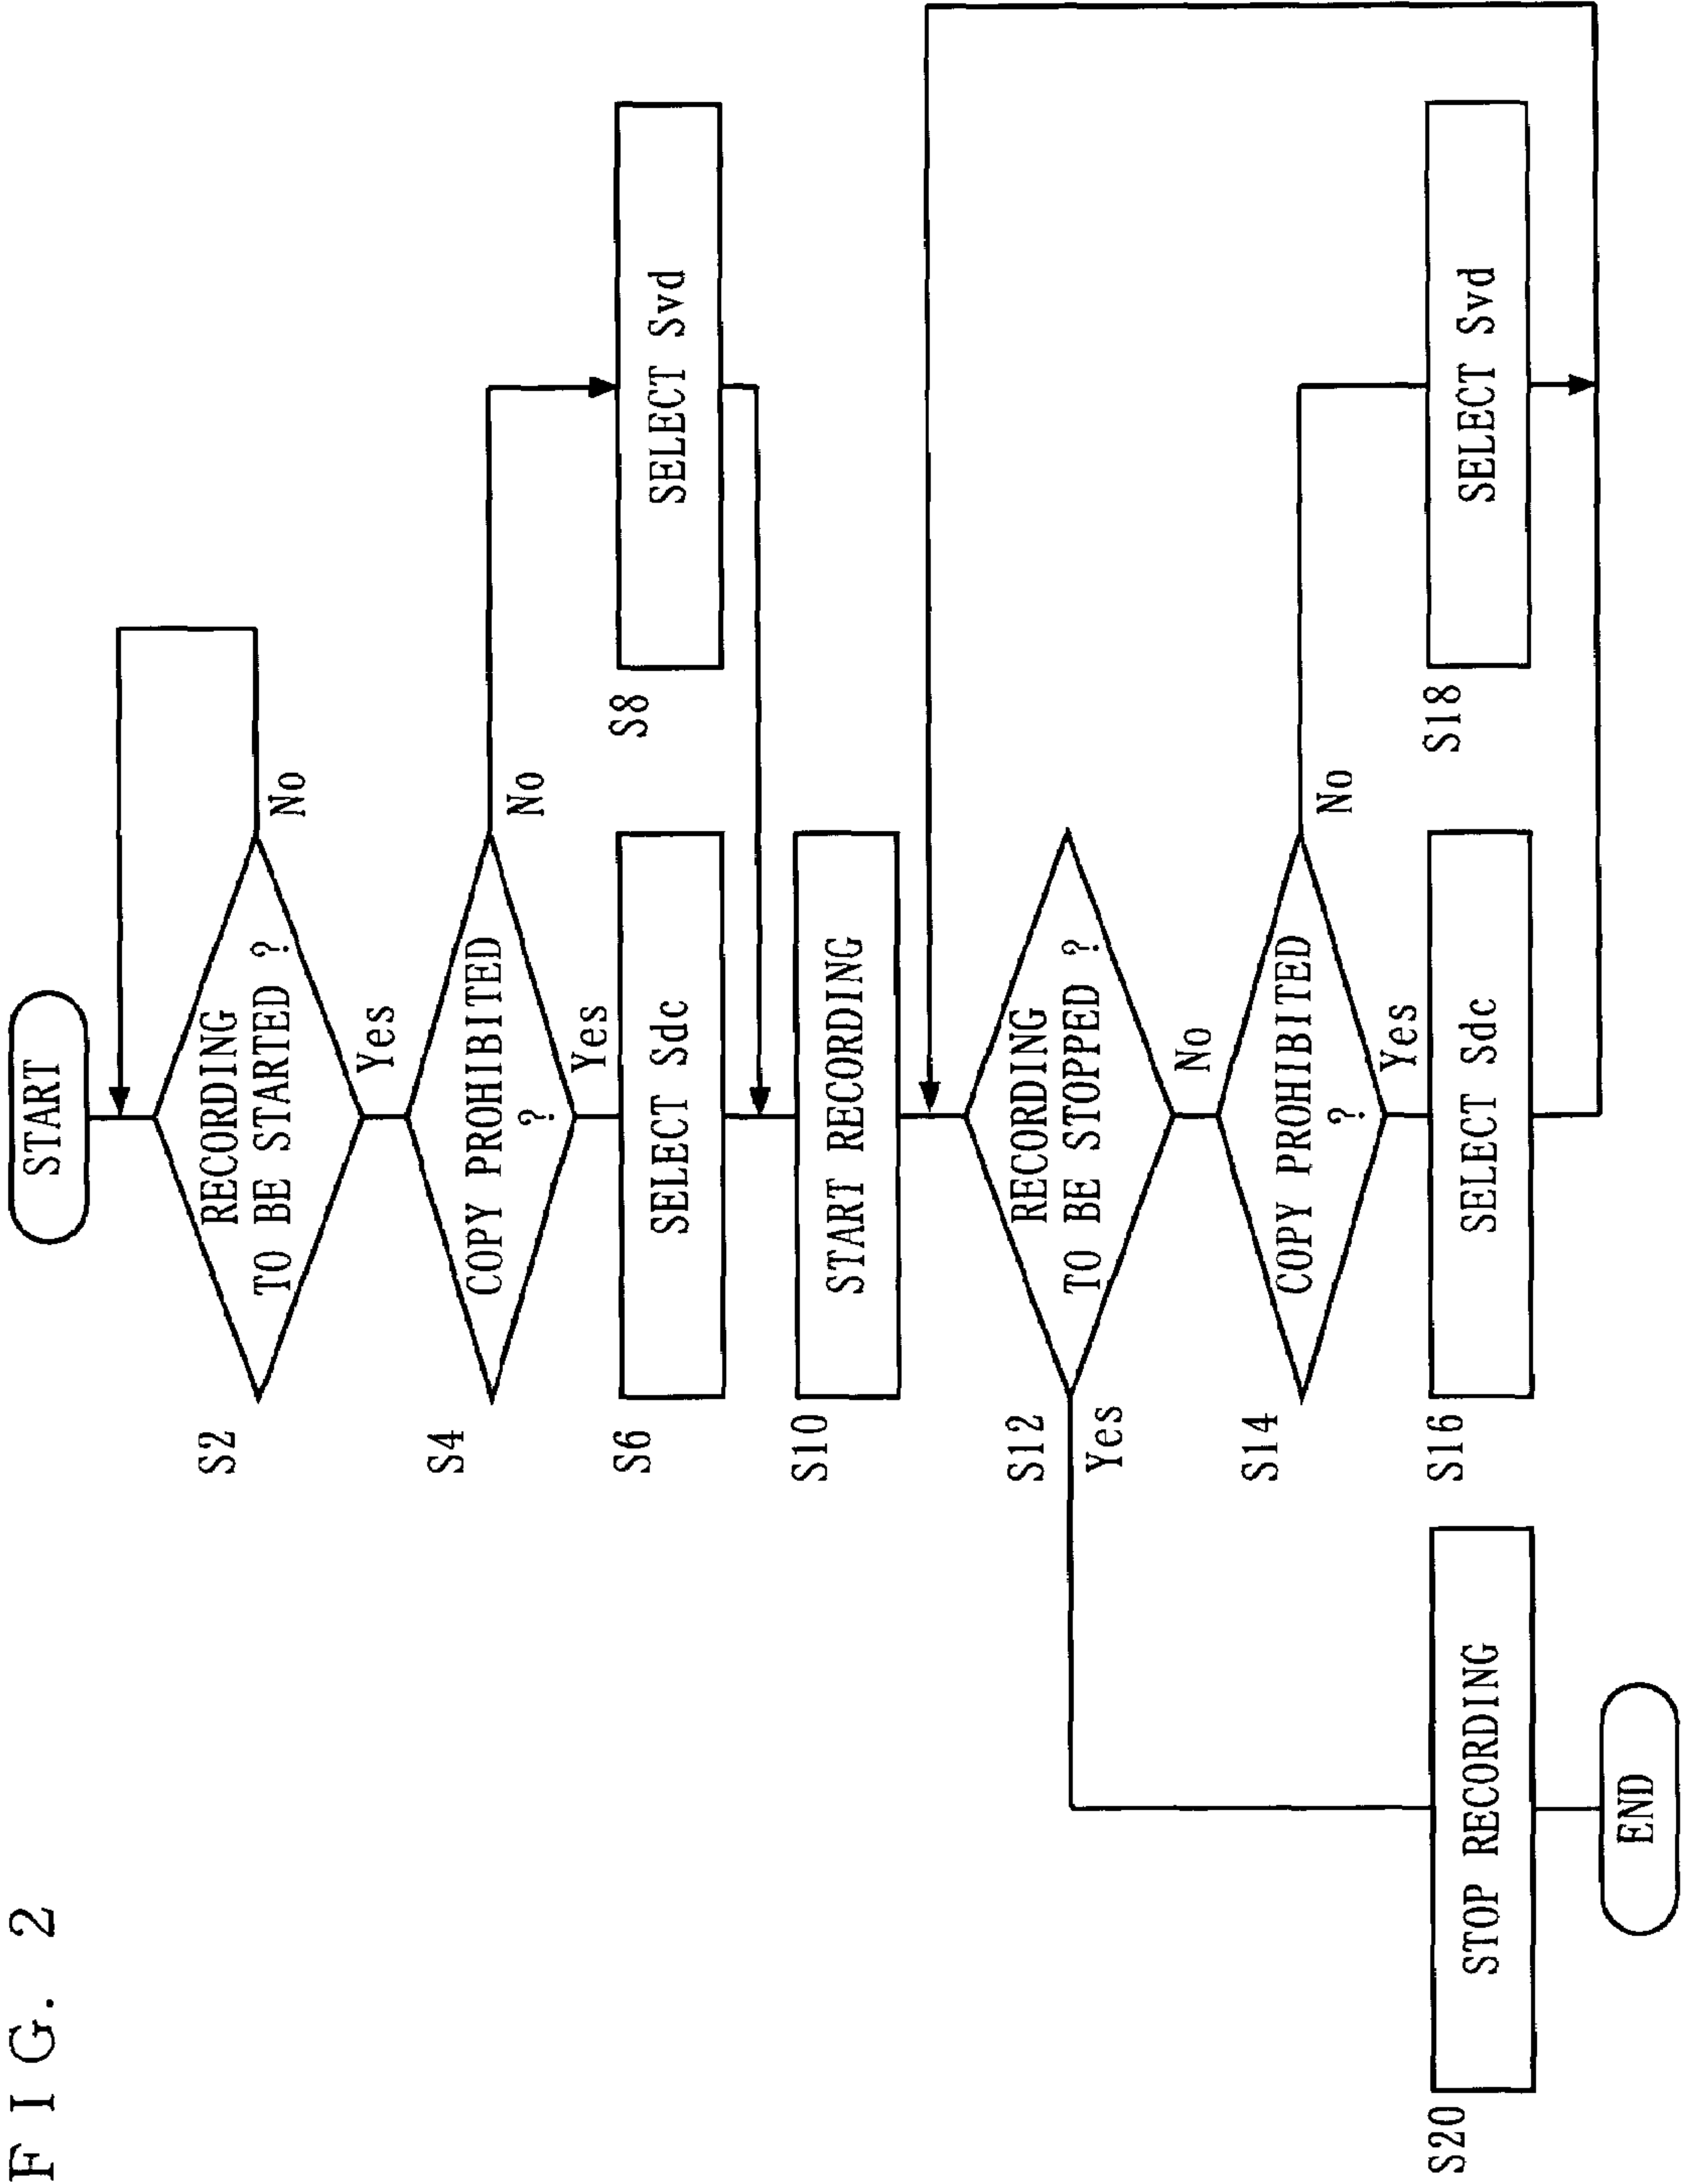 FIG. 2
START
RECORDING
TO BE STARTED ?
S2
No
Yes
COPY PROHIBITED
?
S4
No
Yes
SELECT Sdc
S6
SELECT Svd
S8
START RECORDING
S10
RECORDING
TO BE STOPPED ?
S12
Yes
No
COPY PROHIBITED
?
S14
No
Yes
SELECT Sdc
S16
SELECT Svd
S18
STOP RECORDING
S20
END